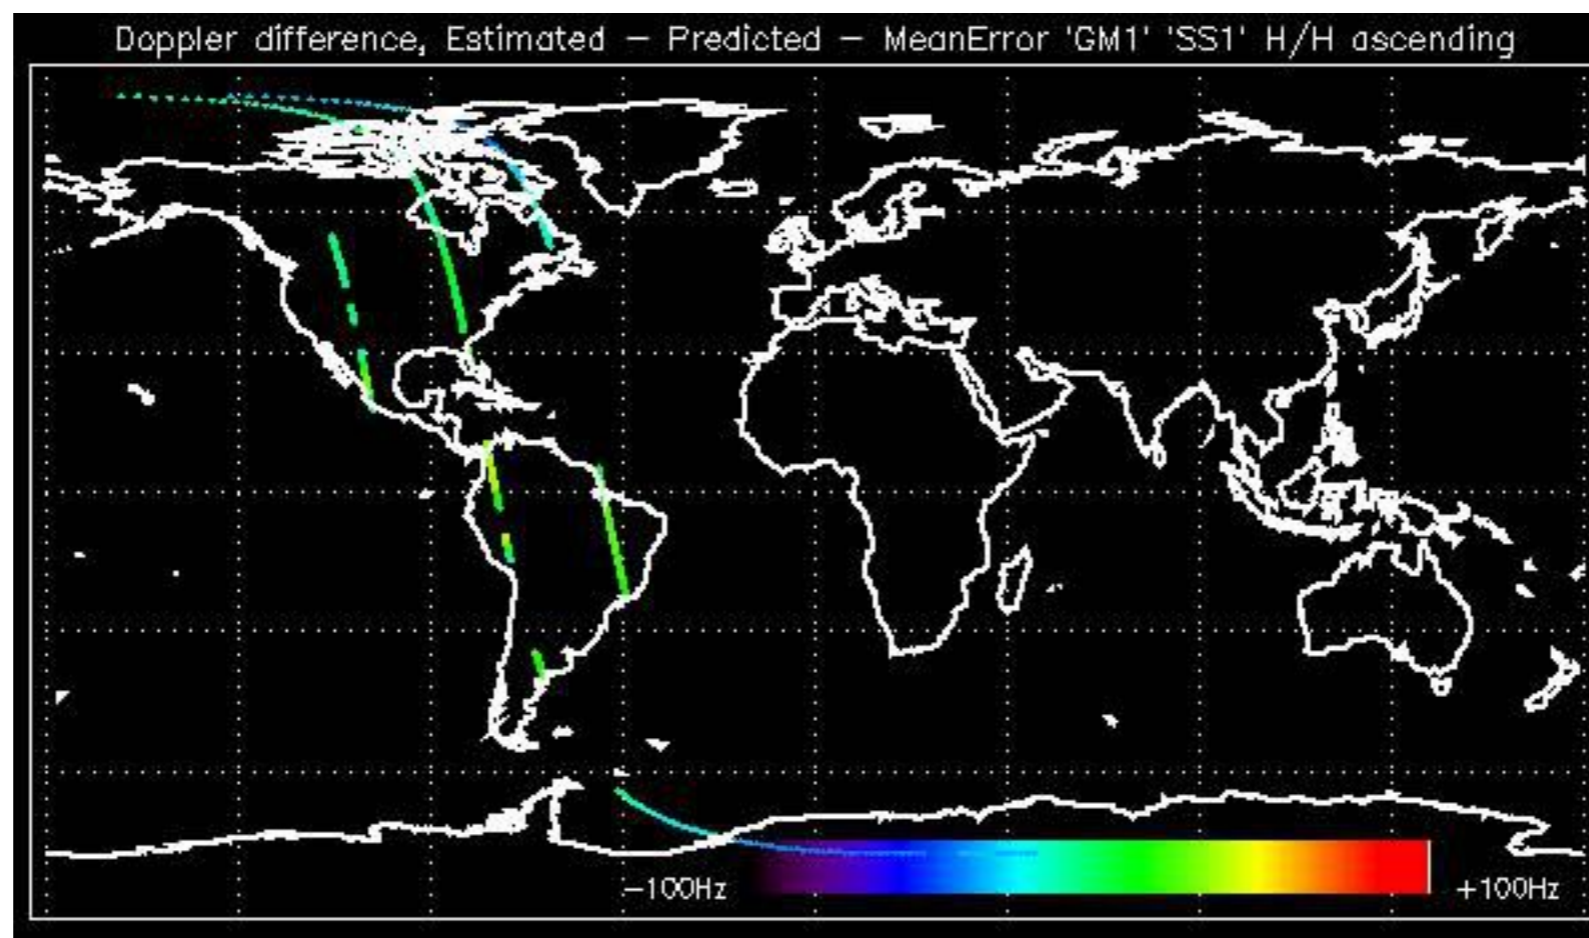 Doppler difference, Estimated – Predicted – MeanError 'GM1' 'SS1' H/H ascending
−100Hz +100Hz